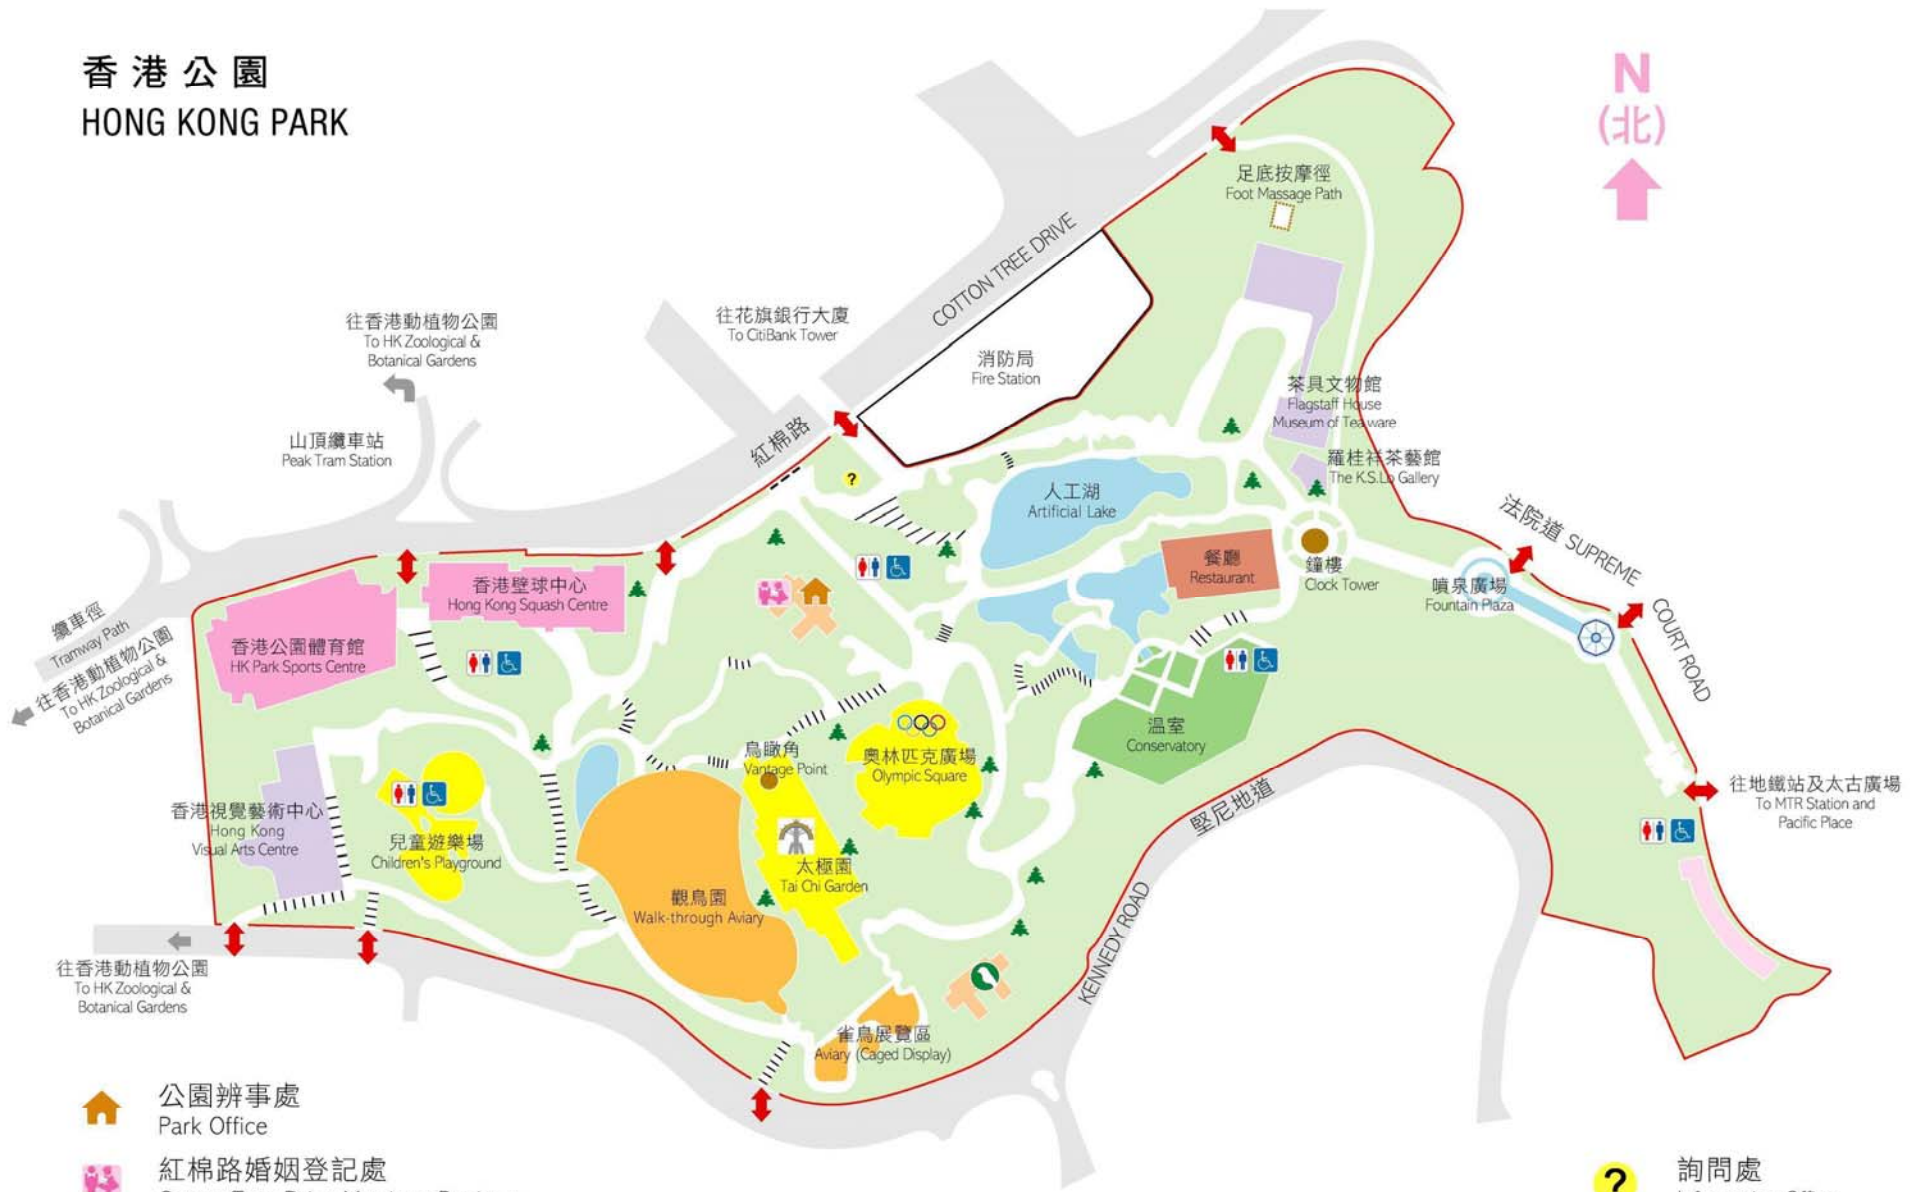 香港公園
HONG KONG PARK
N
(北)
足底按摩徑
Foot Massage Path
COTTON TREE DRIVE
往花旗銀行大廈
To CitiBank Tower
往香港動植物公園
To HK Zoological &
Botanical Gardens
消防局
Fire Station
茶具文物館
Flagstaff House
Museum of Tea ware
紅棉路
山頂纜車站
Peak Tram Station
羅桂祥茶藝館
The K.S.Lo Gallery
?
人工湖
Artificial Lake
法院道 SUPREME COURT ROAD
餐廳
Restaurant
鐘樓
Clock Tower
噴泉廣場
Fountain Plaza
香港壁球中心
Hong Kong Squash Centre
纜車徑
Tramway Path
香港公園體育館
HK Park Sports Centre
往香港動植物公園
To HK Zoological &
Botanical Gardens
温室
Conservatory
鳥瞰角
Vantage Point
奧林匹克廣場
Olympic Square
往地鐵站及太古廣場
To MTR Station and
Pacific Place
堅尼地道
香港視覺藝術中心
Hong Kong
Visual Arts Centre
兒童遊樂場
Children's Playground
太極園
Tai Chi Garden
觀鳥園
Walk-through Aviary
KENNEDY ROAD
往香港動植物公園
To HK Zoological &
Botanical Gardens
雀鳥展覽區
Aviary (Caged Display)
公園辨事處
Park Office
紅棉路婚姻登記處
?
詢問處